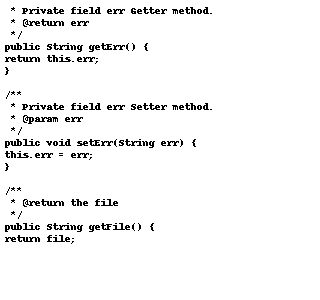 * Private field err Getter method.
* @return err
*/
public String getErr() {
return this.err;
}
/**
* Private field err Setter method.
* @param err
*/
public void setErr(String err) {
this.err = err;
}
/**
* @return the file
*/
public String getFile() {
return file;